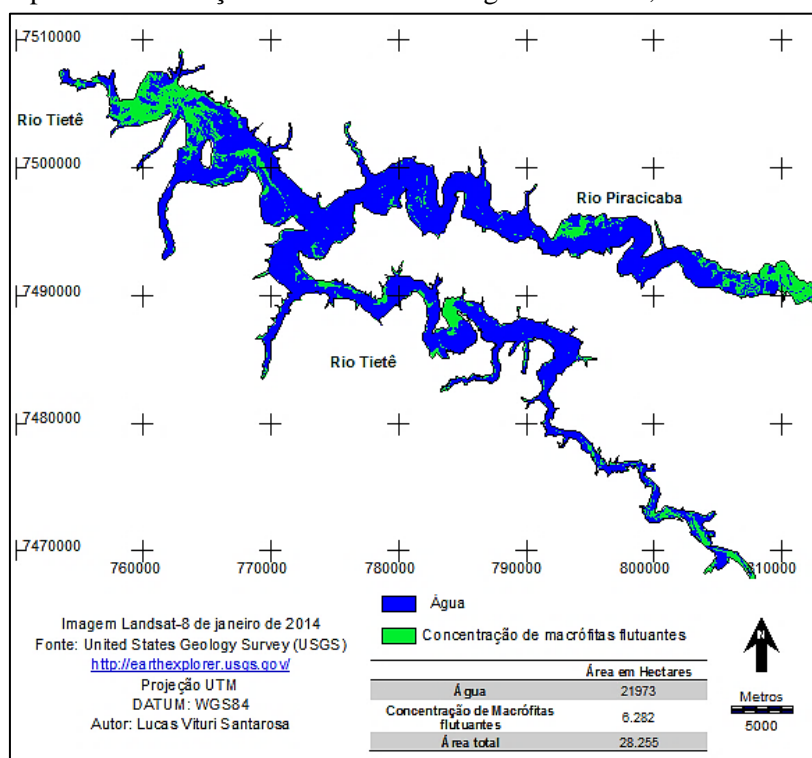 7510000
Rio Tietê
7500000
Rio Piracicaba
7490000
Rio Tietê
7480000
7470000
760000 770000 780000 790000 800000 810000
Água
Concentração de macrófitas flutuantes
Imagem Landsat-8 de janeiro de 2014
Fonte: United States Geology Survey (USGS)
http://earthexplorer.usgs.gov/
Projeção UTM
DATUM: WGS84
Autor: Lucas Vituri Santarosa
Área em Hectares
Água 21973
Concentração de Macrófitas
flutuantes 6.282
Área total 28.255
N
Metros
5000